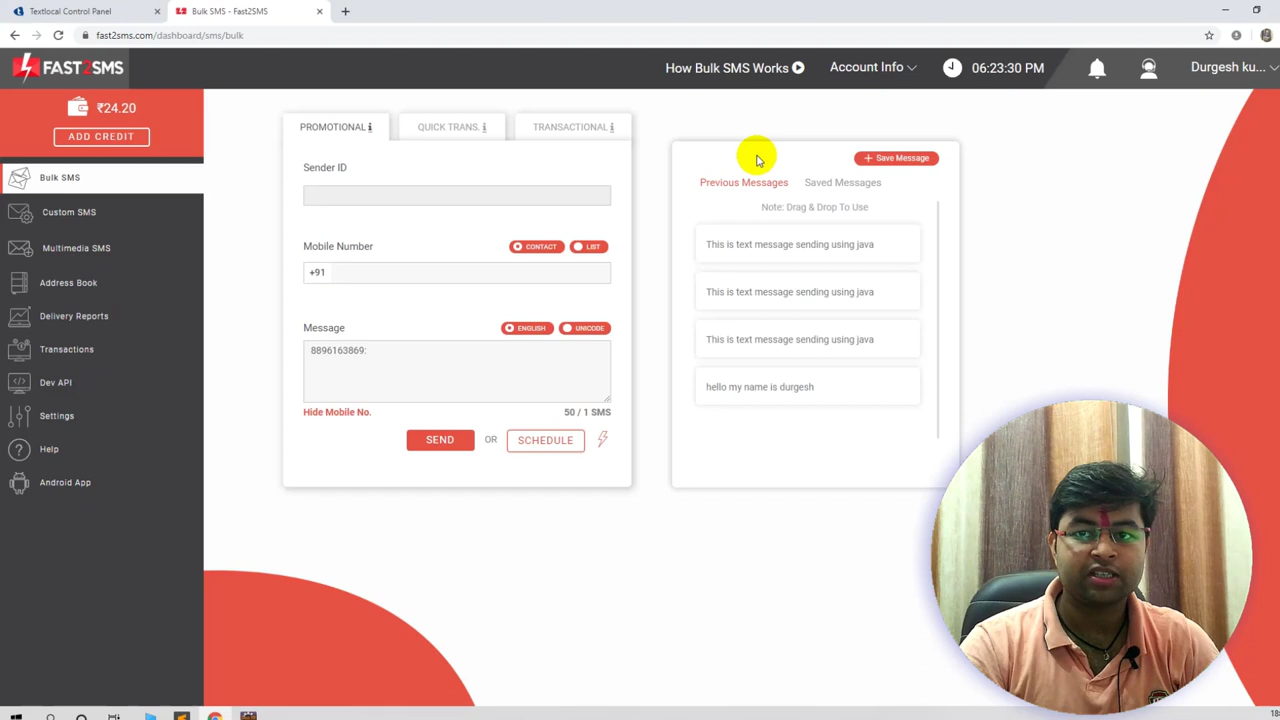 Textlocal Control Panel
Bulk SMS - Fast2SMS
fast2sms.com/dashboard/sms/bulk
FAST2SMS
How Bulk SMS Works
Account Info
06:23:30 PM
Durgesh ku...
₹24.20
ADD CREDIT
Bulk SMS
Custom SMS
Multimedia SMS
Address Book
Delivery Reports
Transactions
Dev API
Settings
Help
Android App
PROMOTIONAL
QUICK TRANS.
TRANSACTIONAL
Sender ID
Mobile Number
CONTACT
LIST
+91
Message
ENGLISH
UNICODE
8896163869:
Hide Mobile No.
50 / 1 SMS
SEND
OR
SCHEDULE
+ Save Message
Previous Messages
Saved Messages
Note: Drag & Drop To Use
This is text message sending using java
This is text message sending using java
This is text message sending using java
hello my name is durgesh